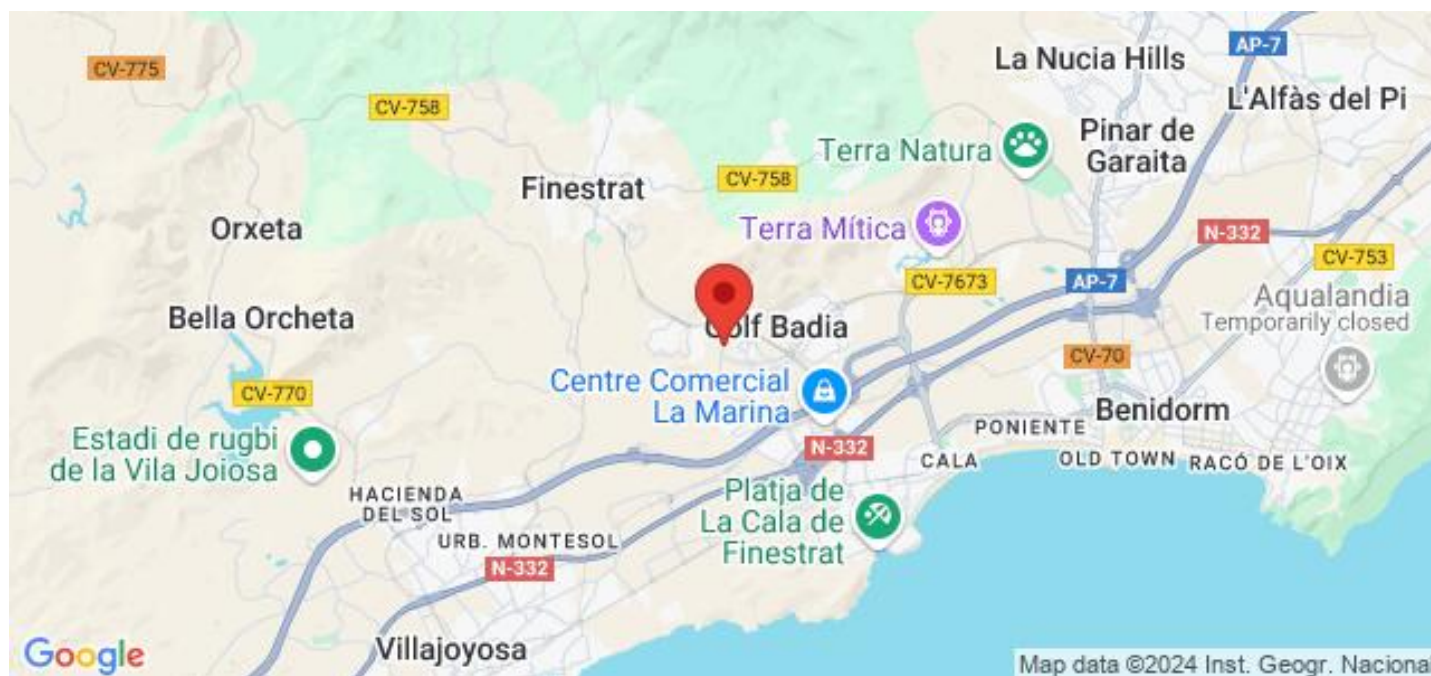 CV-775
CV-758
La Nucia Hills
AP-7
L'Alfàs del Pi
Terra Natura
Pinar de
Garaita
Finestrat
CV-758
Orxeta
Terra Mítica
N-332
CV-753
CV-7673
AP-7
Aqualandia
Temporarily closed
Bella Orcheta
Golf Badia
CV-70
Centre Comercial
La Marina
CV-770
Benidorm
PONIENTE
Estadi de rugbi
de la Vila Joiosa
N-332
CALA
OLD TOWN
RACÓ DE L'OIX
HACIENDA
DEL SOL
Platja de
La Cala de
Finestrat
URB. MONTESOL
N-332
Villajoyosa
Google
Map data ©2024 Inst. Geogr. Nacional